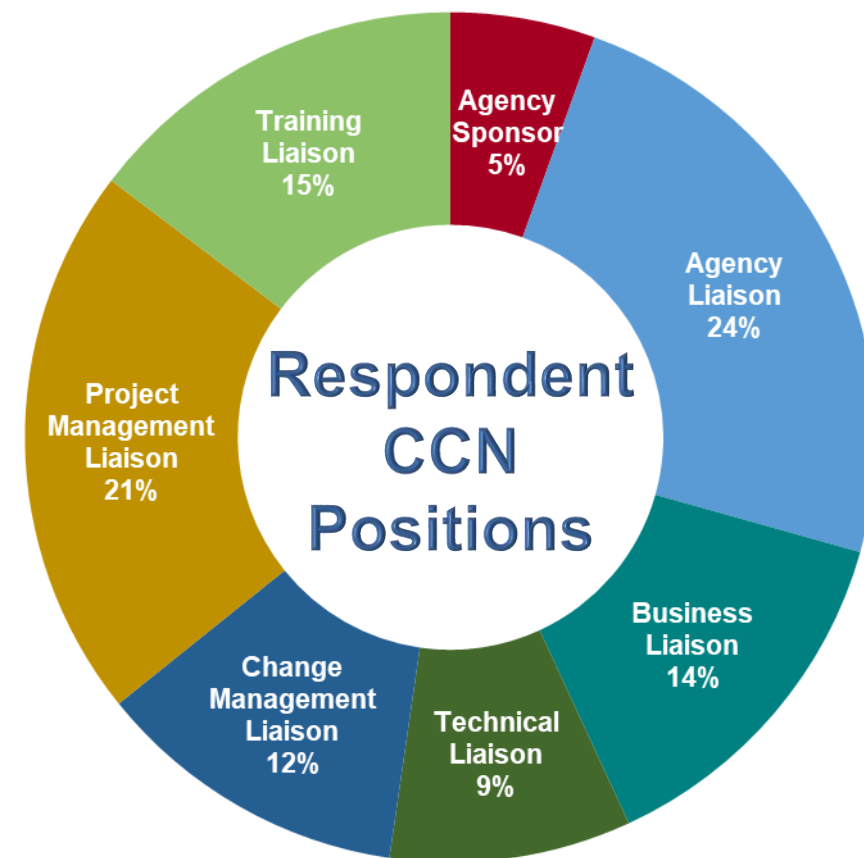 Respondent
CCN
Positions
Agency
Sponsor
5%
Agency
Liaison
24%
Business
Liaison
14%
Technical
Liaison
9%
Change
Management
Liaison
12%
Project
Management
Liaison
21%
Training
Liaison
15%